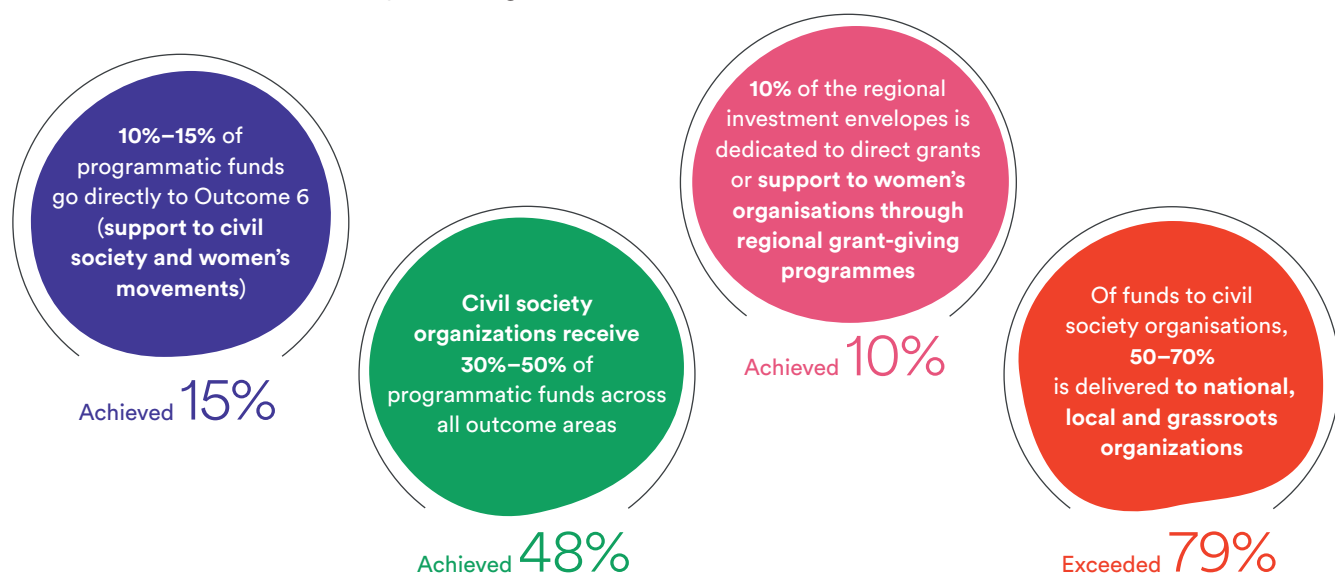 10%–15% of
programmatic funds
go directly to Outcome 6
(support to civil
society and women’s
movements)
Achieved 15%
Civil society
organizations receive
30%–50% of
programmatic funds across
all outcome areas
Achieved 48%
10% of the regional
investment envelopes is
dedicated to direct grants
or support to women’s
organisations through
regional grant-giving
programmes
Achieved 10%
Of funds to civil
society organisations,
50–70%
is delivered to national,
local and grassroots
organizations
Exceeded 79%